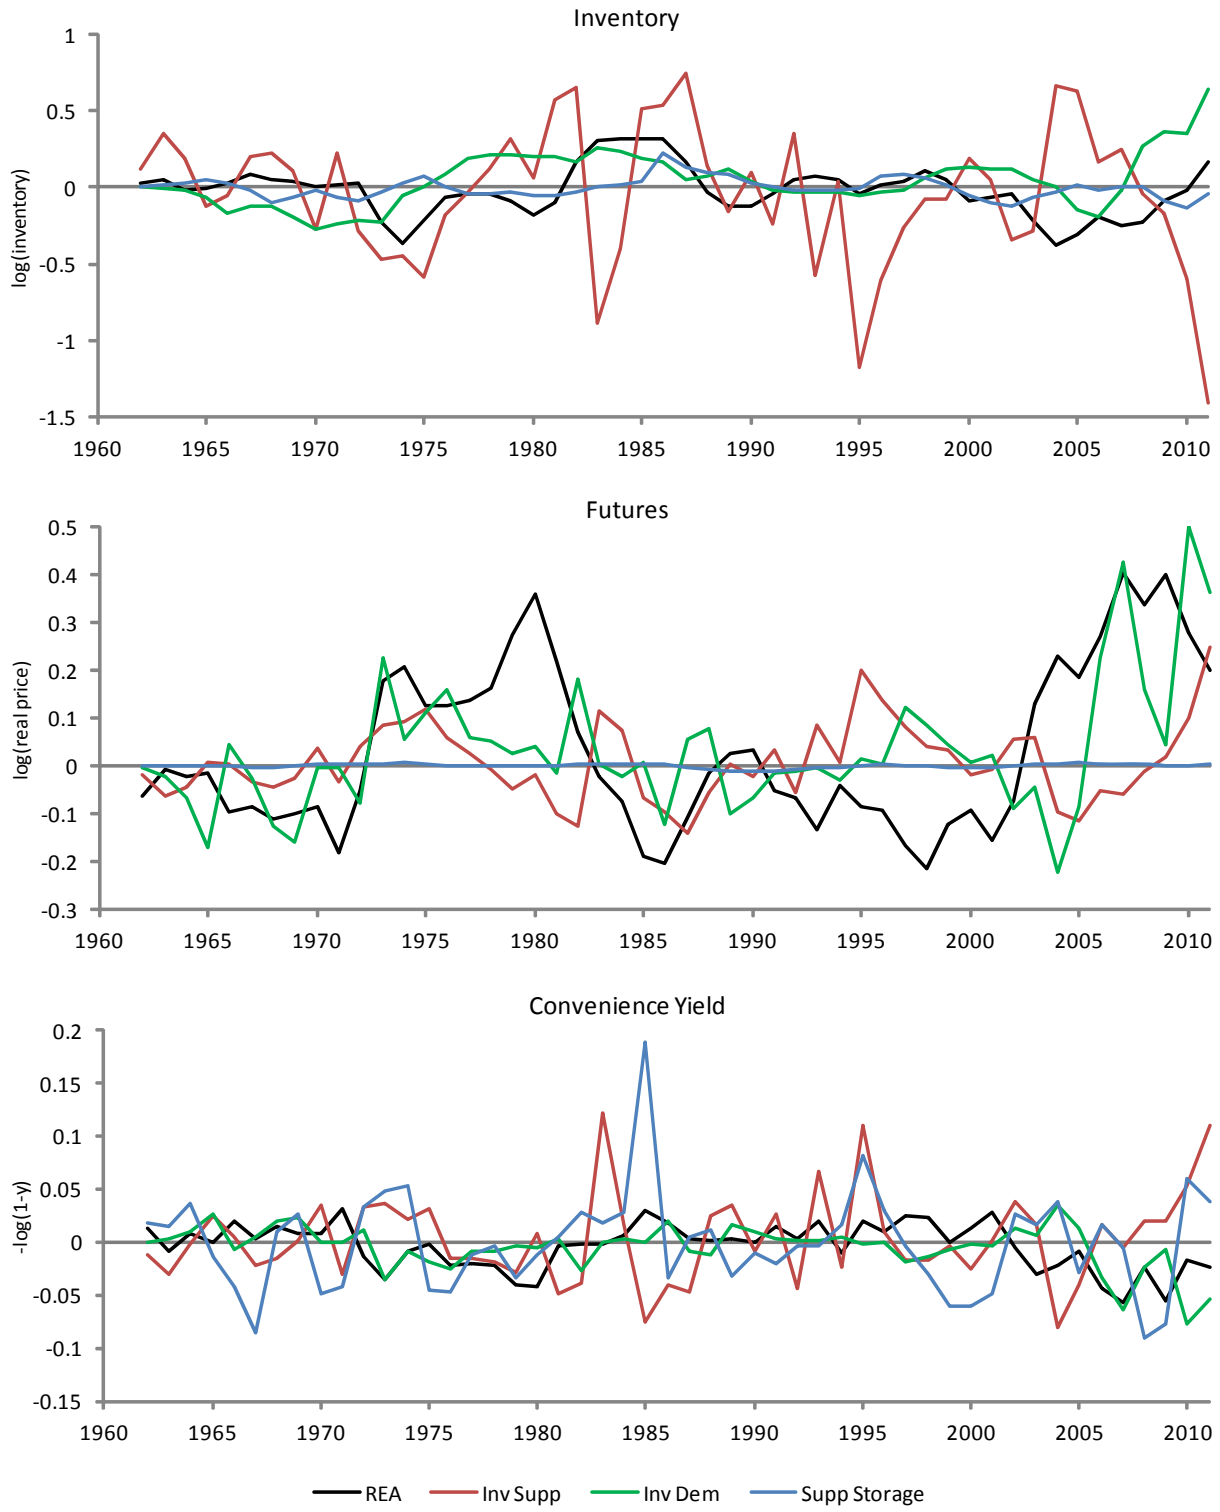 Inventory
log(inventory)
1
0.5
0
-0.5
-1
-1.5
1960 1965 1970 1975 1980 1985 1990 1995 2000 2005 2010
Futures
log(real price)
0.5
0.4
0.3
0.2
0.1
0
-0.1
-0.2
-0.3
1960 1965 1970 1975 1980 1985 1990 1995 2000 2005 2010
Convenience Yield
-log(1-y)
0.2
0.15
0.1
0.05
0
-0.05
-0.1
-0.15
1960 1965 1970 1975 1980 1985 1990 1995 2000 2005 2010
REA Inv Supp Inv Dem Supp Storage